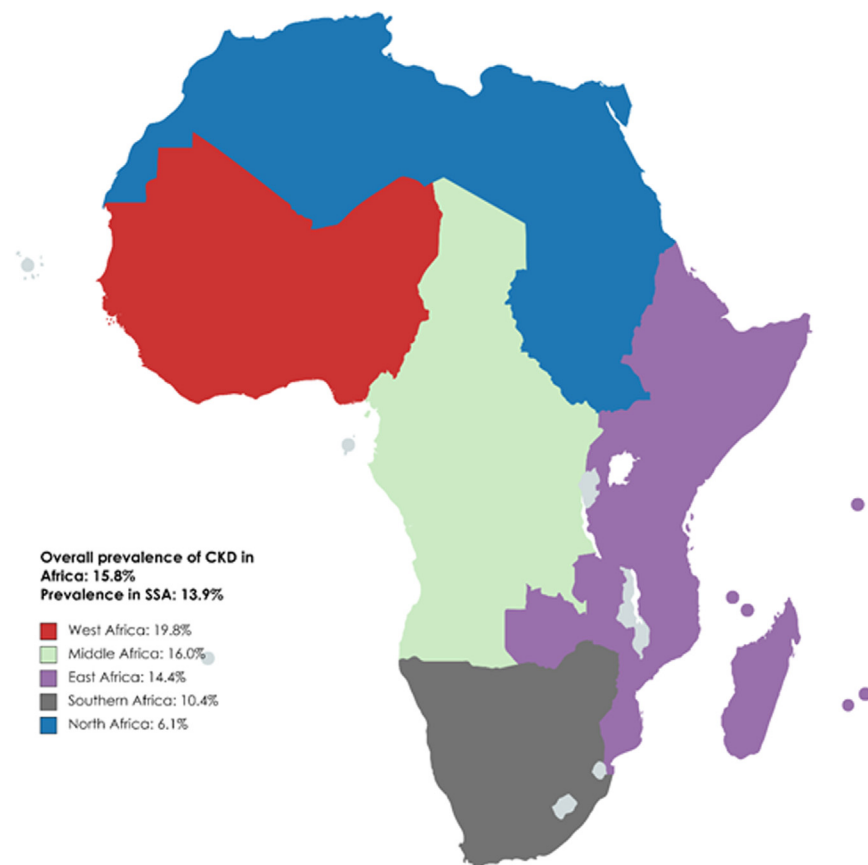 Overall prevalence of CKD in
Africa: 15.8%
Prevalence in SSA: 13.9%
West Africa: 19.8%
Middle Africa: 16.0%
East Africa: 14.4%
Southern Africa: 10.4%
North Africa: 6.1%